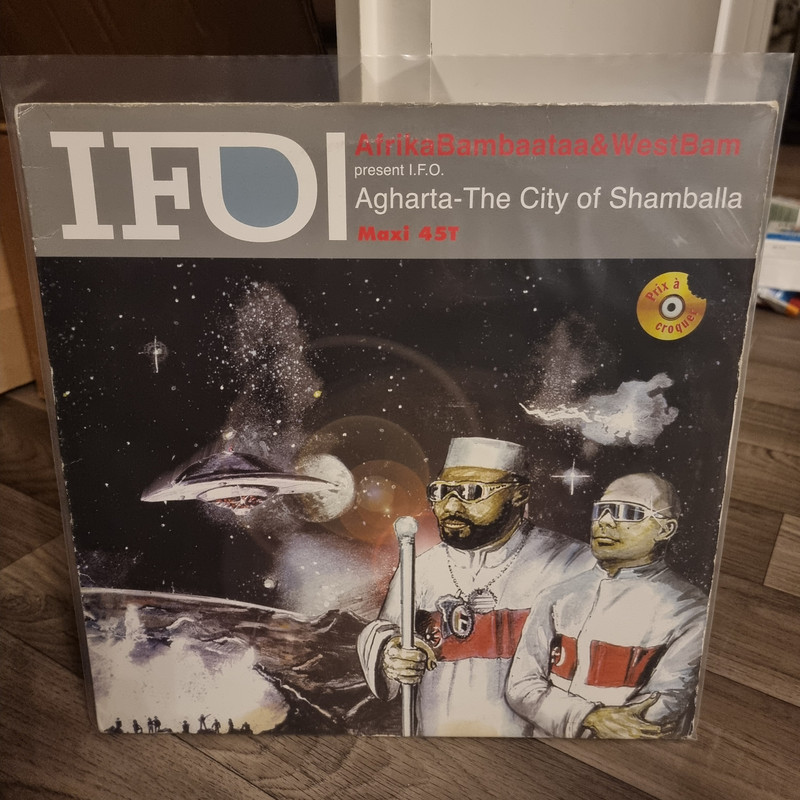 IFO
AfrikaBambaataa&WestBam
present I.F.O.
Agharta-The City of Shamballa
Maxi 45T
Prix à
croquer
G